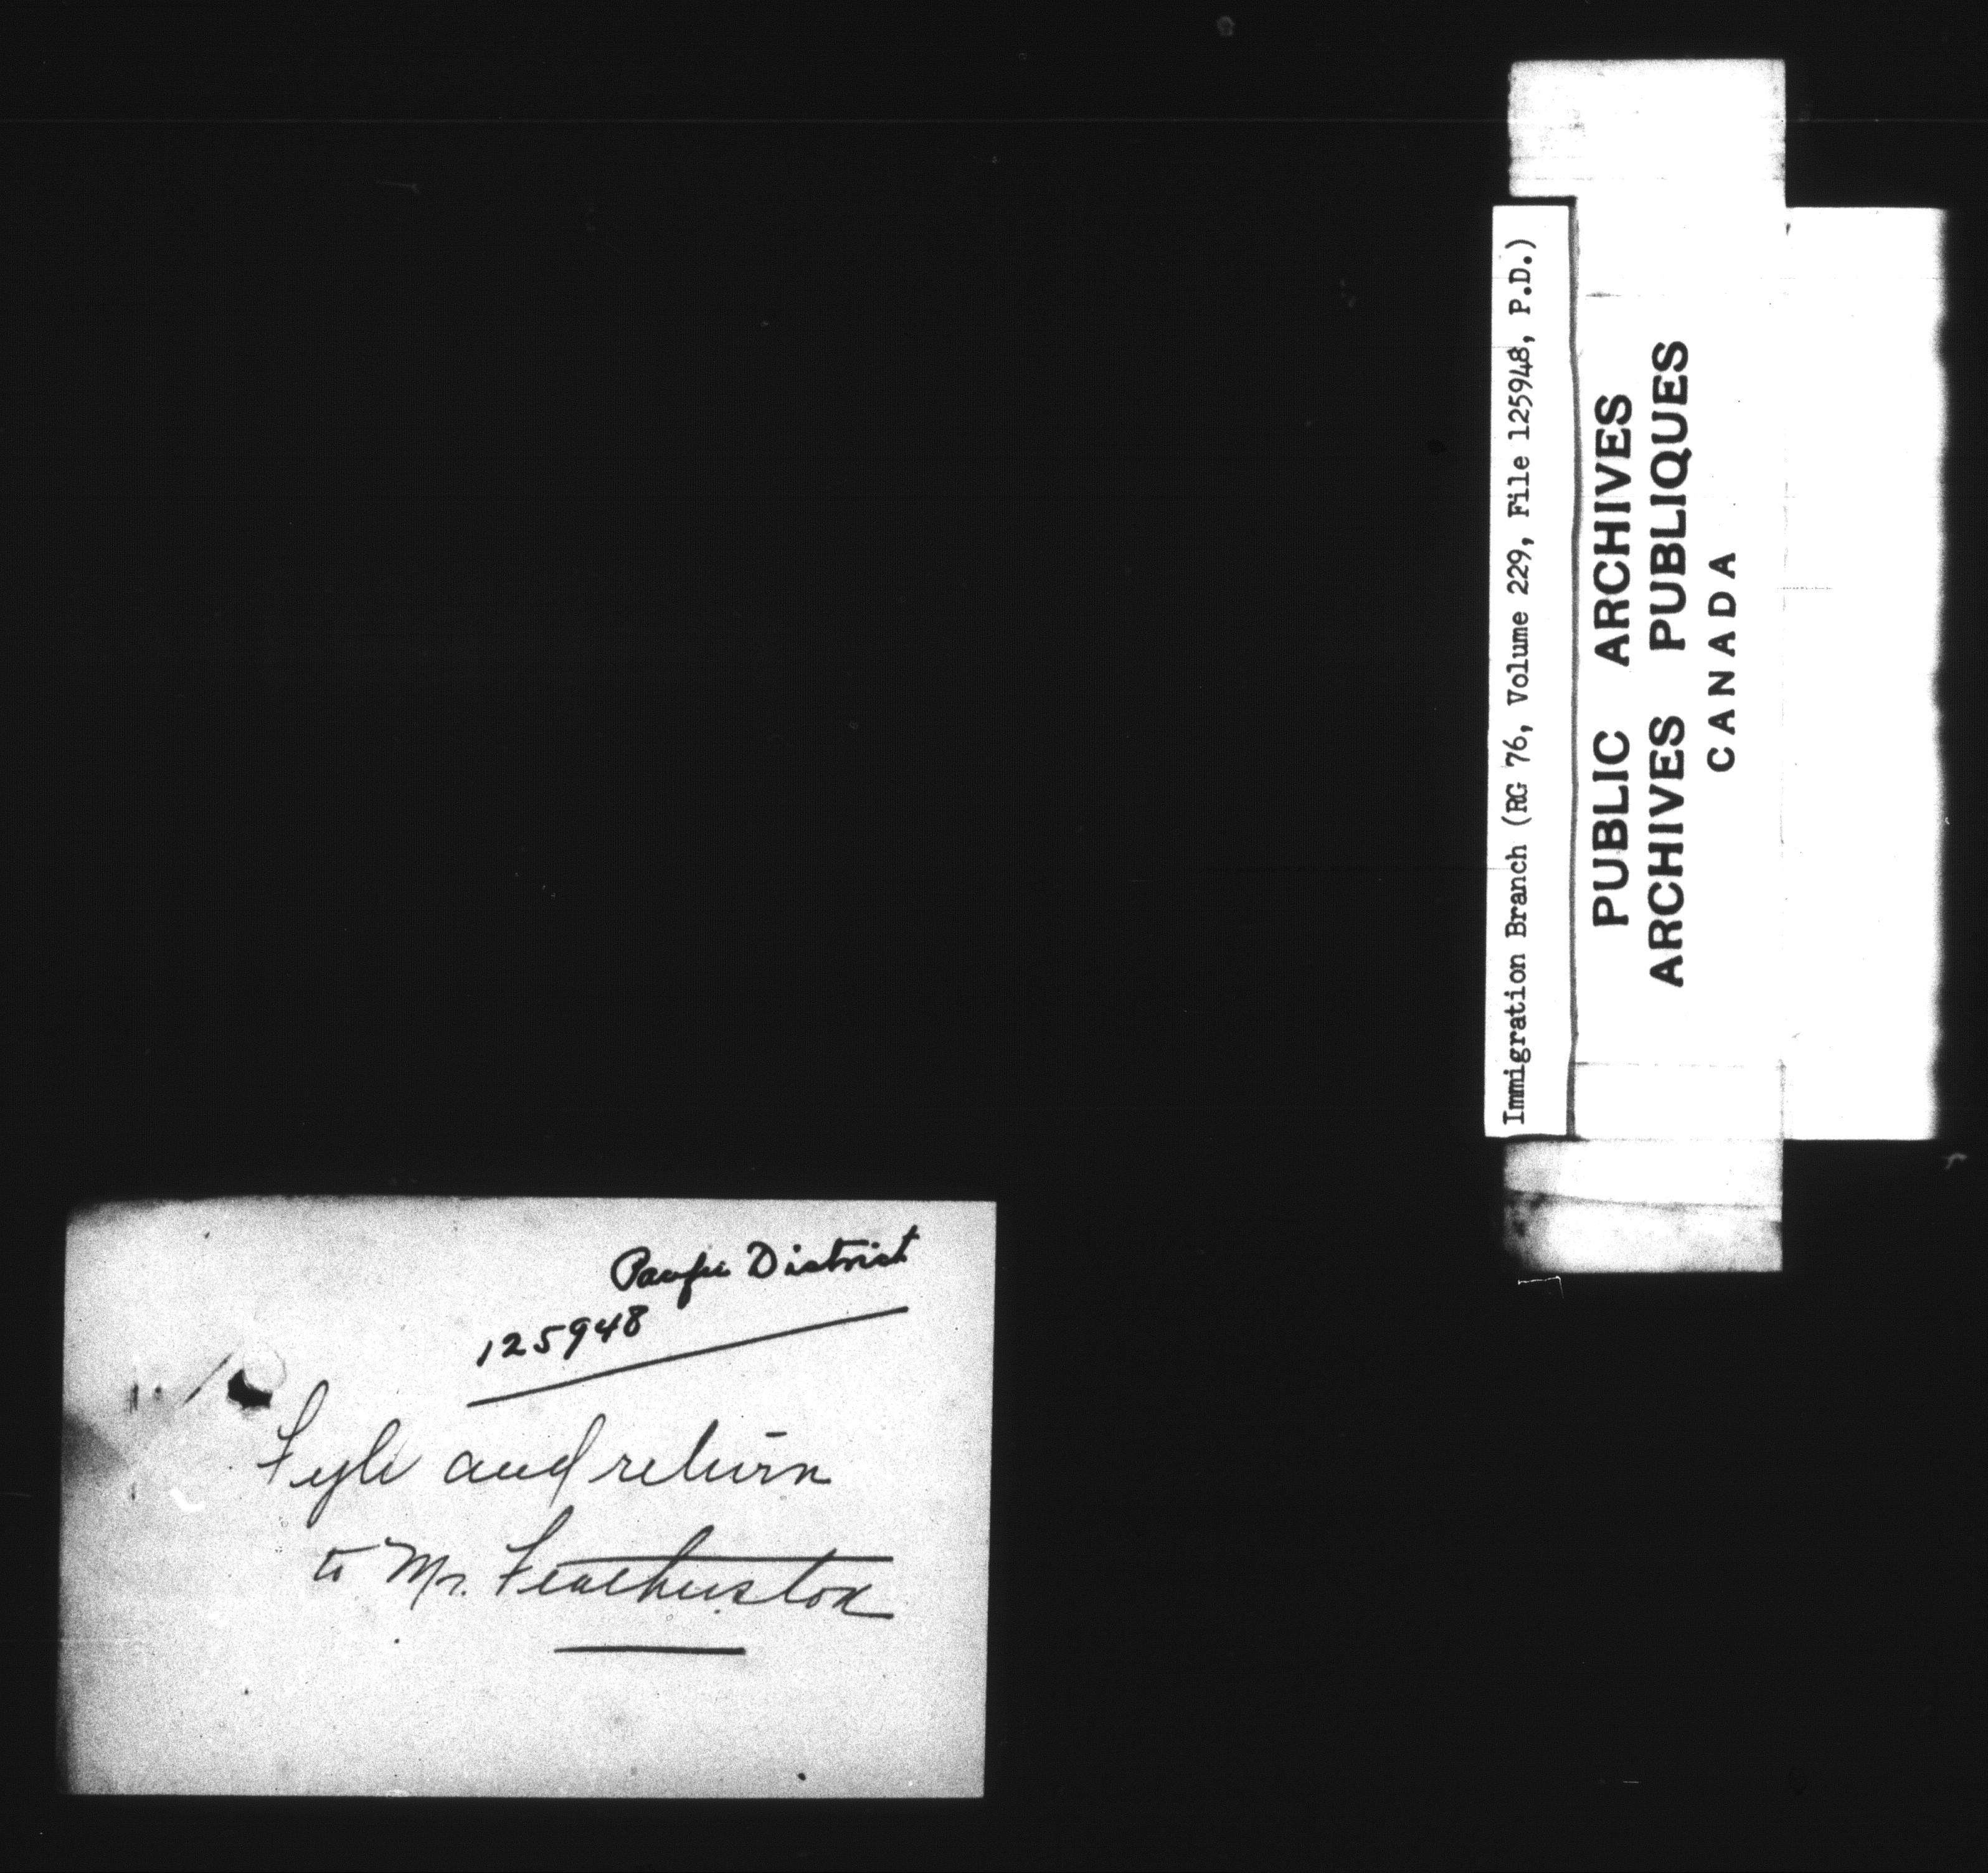 Immigration Branch (RG 76, Volume 229, File 125948, P.D.)
PUBLIC ARCHIVES
ARCHIVES PUBLIQUES
CANADA
Pacific District
125948
Fyle and return
to Mr. Featherston